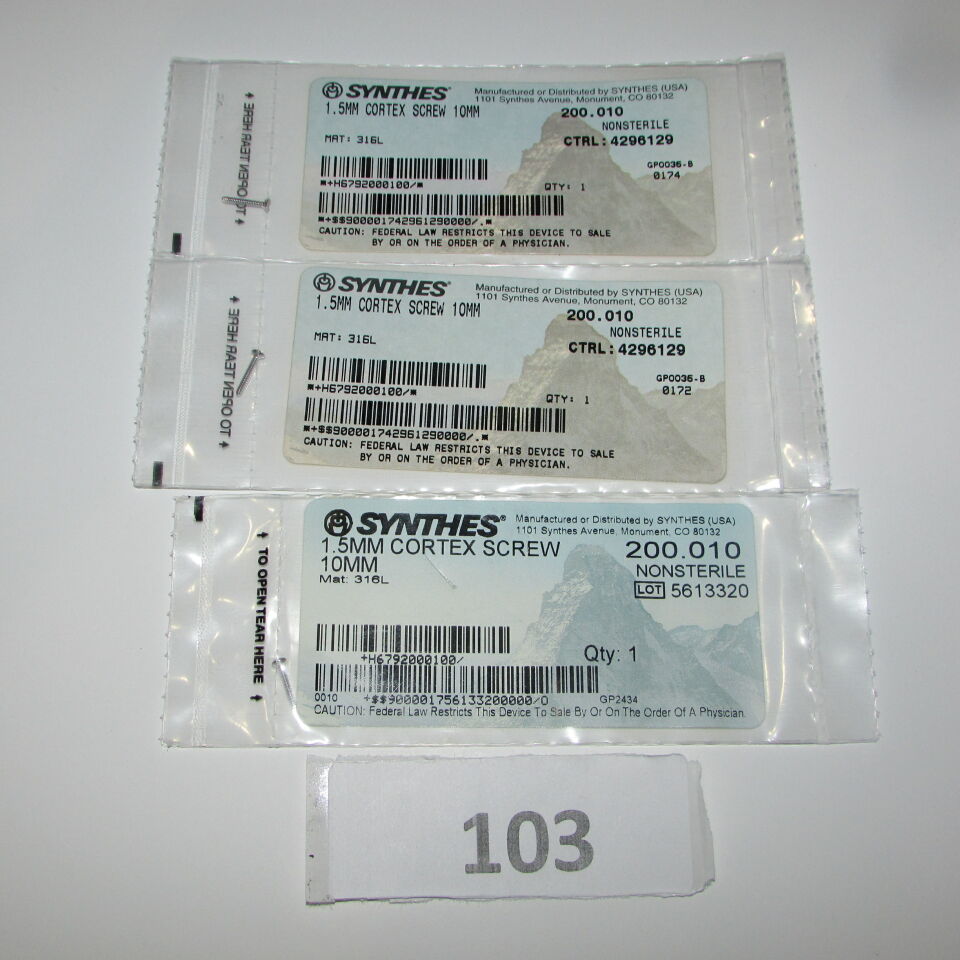 SYNTHES® Manufactured or Distributed by SYNTHES (USA)
1101 Synthes Avenue, Monument, CO 80132
1.5MM CORTEX SCREW 10MM
200.010
NONSTERILE
MAT: 316L
CTRL: 4296129
GP0036-B
0174
QTY: 1
*+H6792000100/*
*+$$900001742961290000/.*
CAUTION: FEDERAL LAW RESTRICTS THIS DEVICE TO SALE
BY OR ON THE ORDER OF A PHYSICIAN.
TO OPEN TEAR HERE
SYNTHES® Manufactured or Distributed by SYNTHES (USA)
1101 Synthes Avenue, Monument, CO 80132
1.5MM CORTEX SCREW 10MM
200.010
NONSTERILE
MAT: 316L
CTRL: 4296129
GP0036-B
0172
QTY: 1
*+H6792000100/*
*+$$900001742961290000/.*
CAUTION: FEDERAL LAW RESTRICTS THIS DEVICE TO SALE
BY OR ON THE ORDER OF A PHYSICIAN.
TO OPEN TEAR HERE
SYNTHES® Manufactured or Distributed by SYNTHES (USA)
1101 Synthes Avenue, Monument, CO 80132
1.5MM CORTEX SCREW
10MM
200.010
NONSTERILE
Mat: 316L
LOT 5613320
Qty: 1
+H6792000100/
0010 +$$900001756133200000/0 GP2434
CAUTION: Federal Law Restricts This Device To Sale By Or On The Order Of A Physician.
TO OPEN TEAR HERE
103